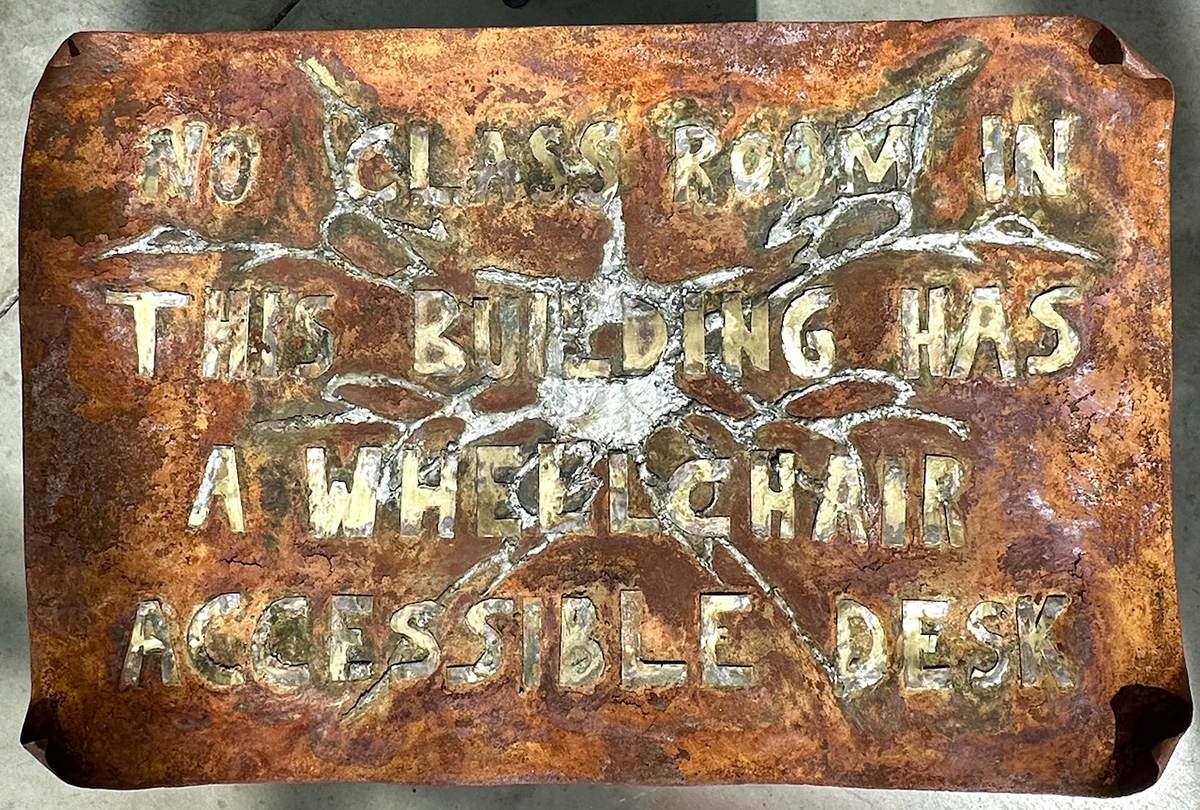 NO CLASS ROOM IN
THIS BUILDING HAS
A WHEELCHAIR
ACCESSIBLE DESK